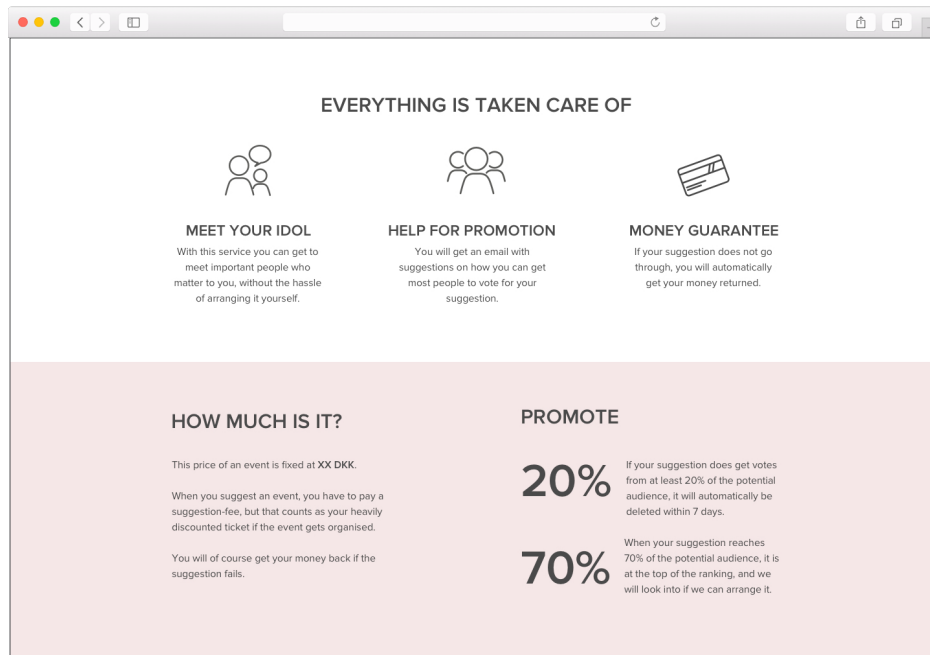 EVERYTHING IS TAKEN CARE OF
MEET YOUR IDOL
With this service you can get to
meet important people who
matter to you, without the hassle
of arranging it yourself.
HELP FOR PROMOTION
You will get an email with
suggestions on how you can get
most people to vote for your
suggestion.
MONEY GUARANTEE
If your suggestion does not go
through, you will automatically
get your money returned.
HOW MUCH IS IT?
This price of an event is fixed at XX DKK.
When you suggest an event, you have to pay a
suggestion-fee, but that counts as your heavily
discounted ticket if the event gets organised.
You will of course get your money back if the
suggestion fails.
PROMOTE
20%
If your suggestion does get votes
from at least 20% of the potential
audience, it will automatically be
deleted within 7 days.
70%
When your suggestion reaches
70% of the potential audience, it is
at the top of the ranking, and we
will look into if we can arrange it.